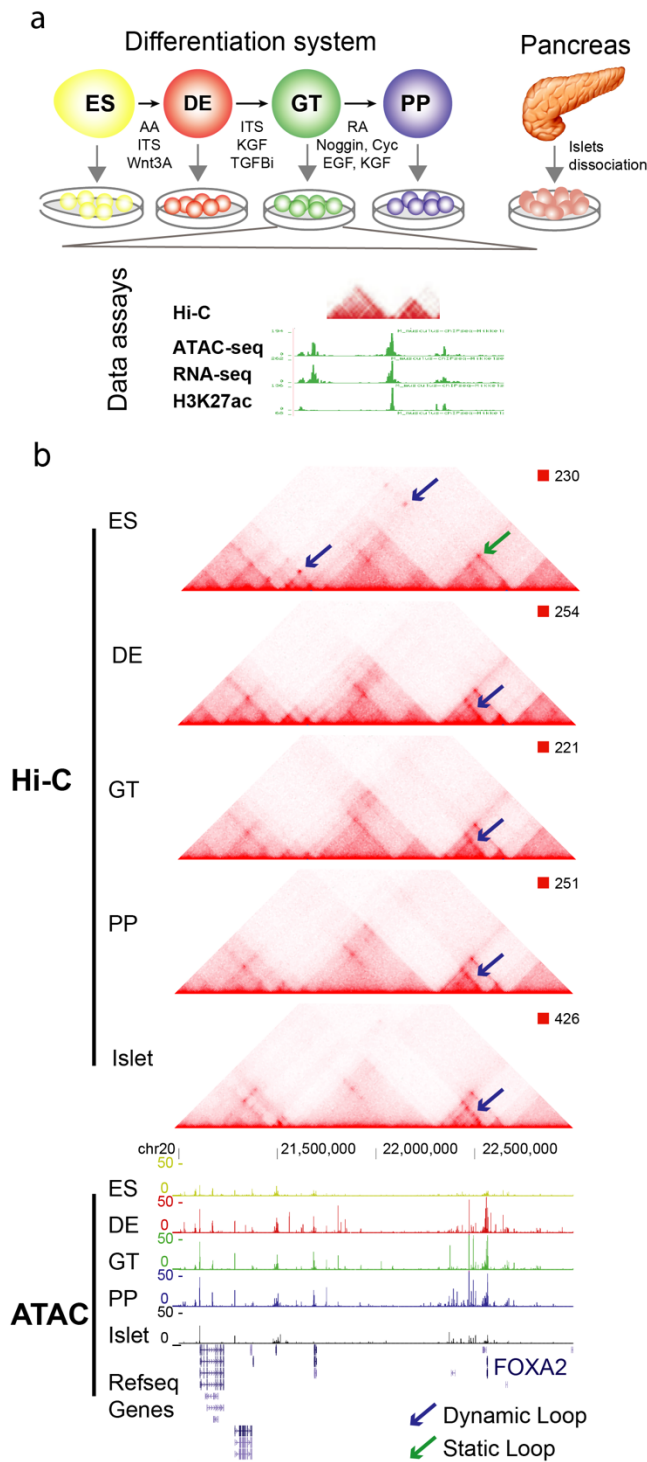 a
Differentiation system
Pancreas
ES
DE
GT
PP
AA
ITS
Wnt3A
ITS
KGF
TGFBi
RA
Noggin, Cyc
EGF, KGF
Islets
dissociation
Data assays
Hi-C
ATAC-seq
RNA-seq
H3K27ac
b
ES
230
DE
254
Hi-C
GT
221
PP
251
Islet
426
chr20
21,500,000
22,000,000
22,500,000
ATAC
ES
50
0
DE
50
0
GT
50
0
PP
50
0
Islet
50
0
Refseq
Genes
FOXA2
Dynamic Loop
Static Loop